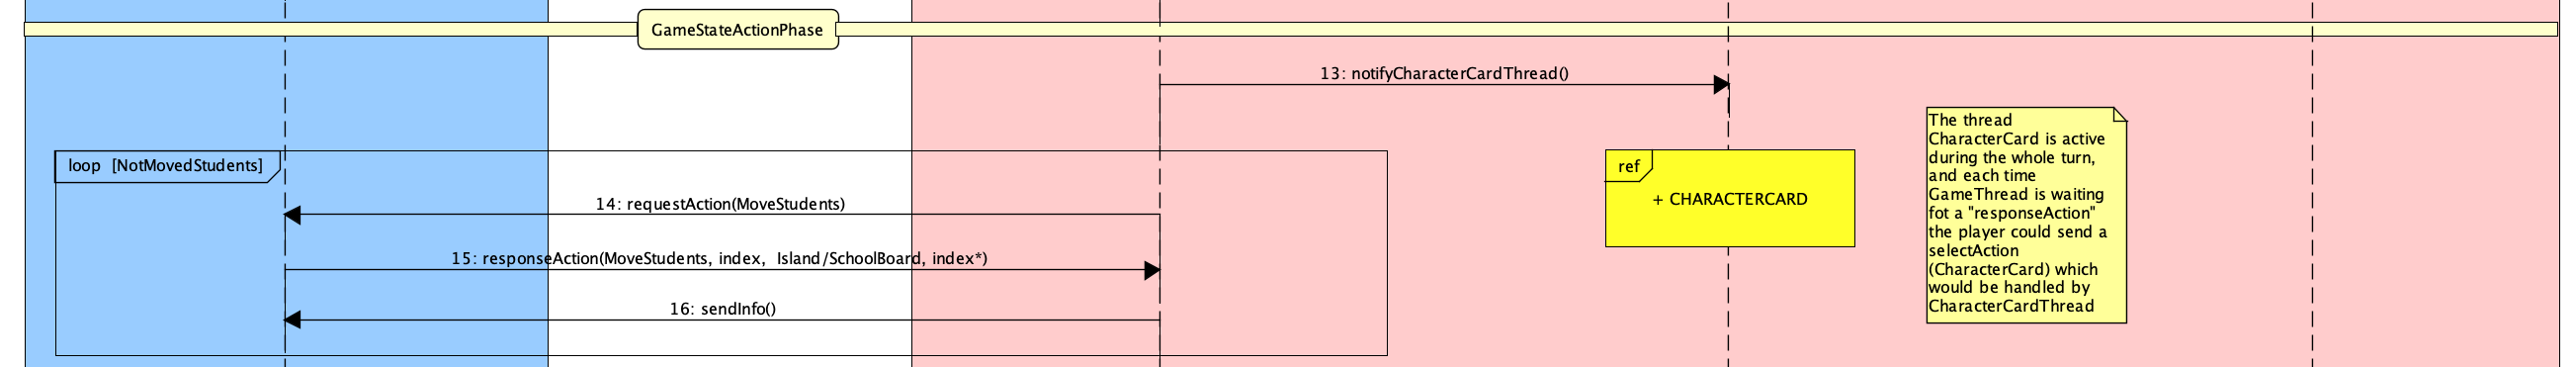 GameStateActionPhase
13: notifyCharacterCardThread()
loop [NotMovedStudents]
14: requestAction(MoveStudents)
15: responseAction(MoveStudents, index, Island/SchoolBoard, index*)
16: sendInfo()
ref
+ CHARACTERCARD
The thread
CharacterCard is active
during the whole turn,
and each time
GameThread is waiting
fot a "responseAction"
the player could send a
selectAction
(CharacterCard) which
would be handled by
CharacterCardThread